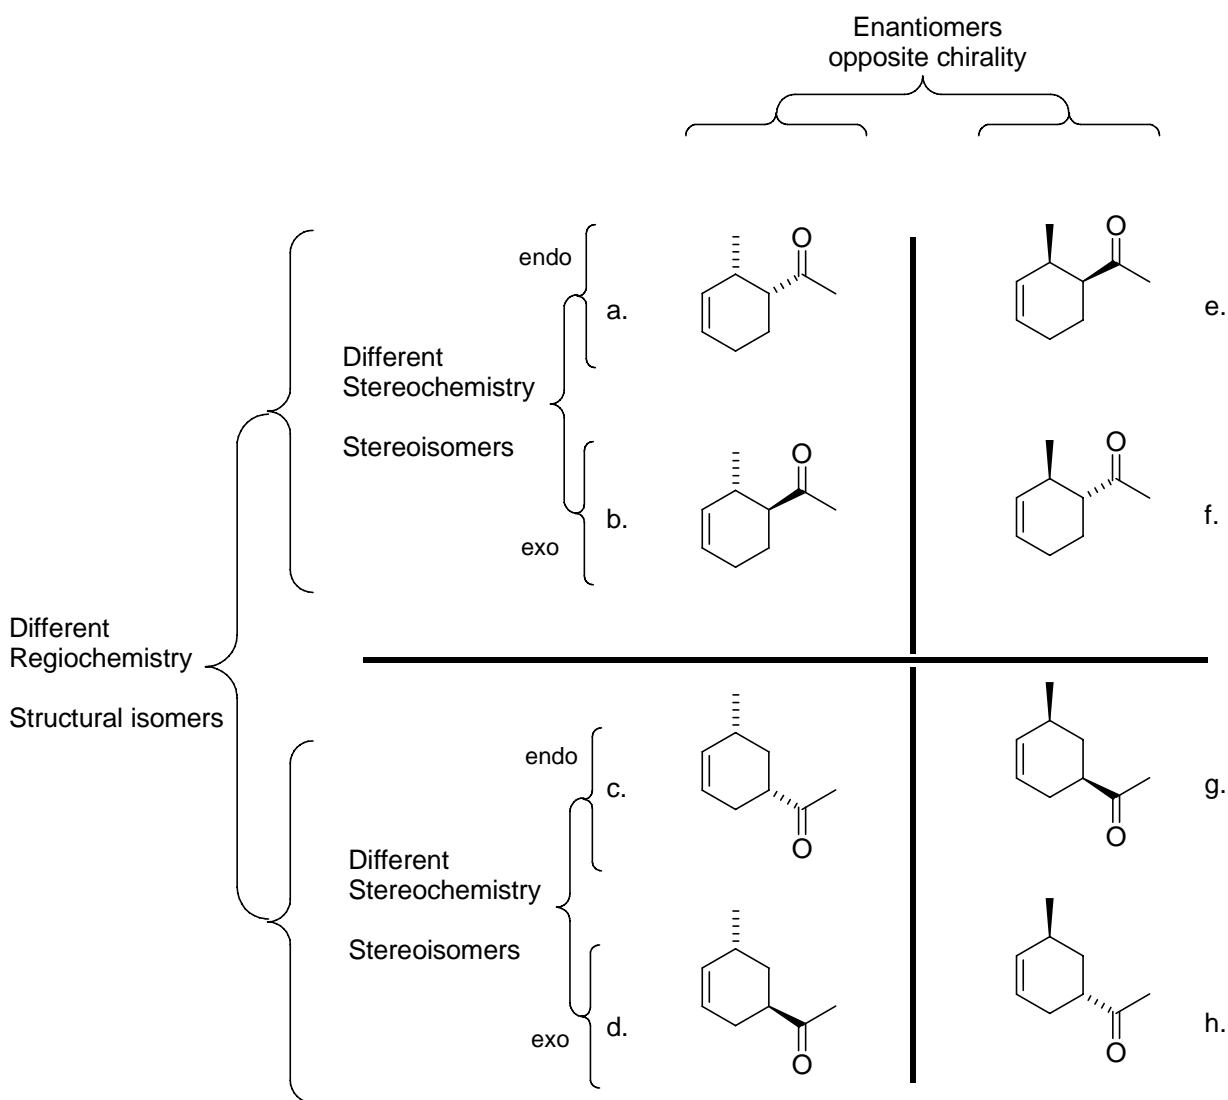 Enantiomers
opposite chirality
endo
O
O
a.
e.
Different
Stereochemistry
Stereoisomers
O
O
b.
f.
exo
Different
Regiochemistry
Structural isomers
endo
c.
g.
O
O
Different
Stereochemistry
Stereoisomers
exo
d.
h.
O
O